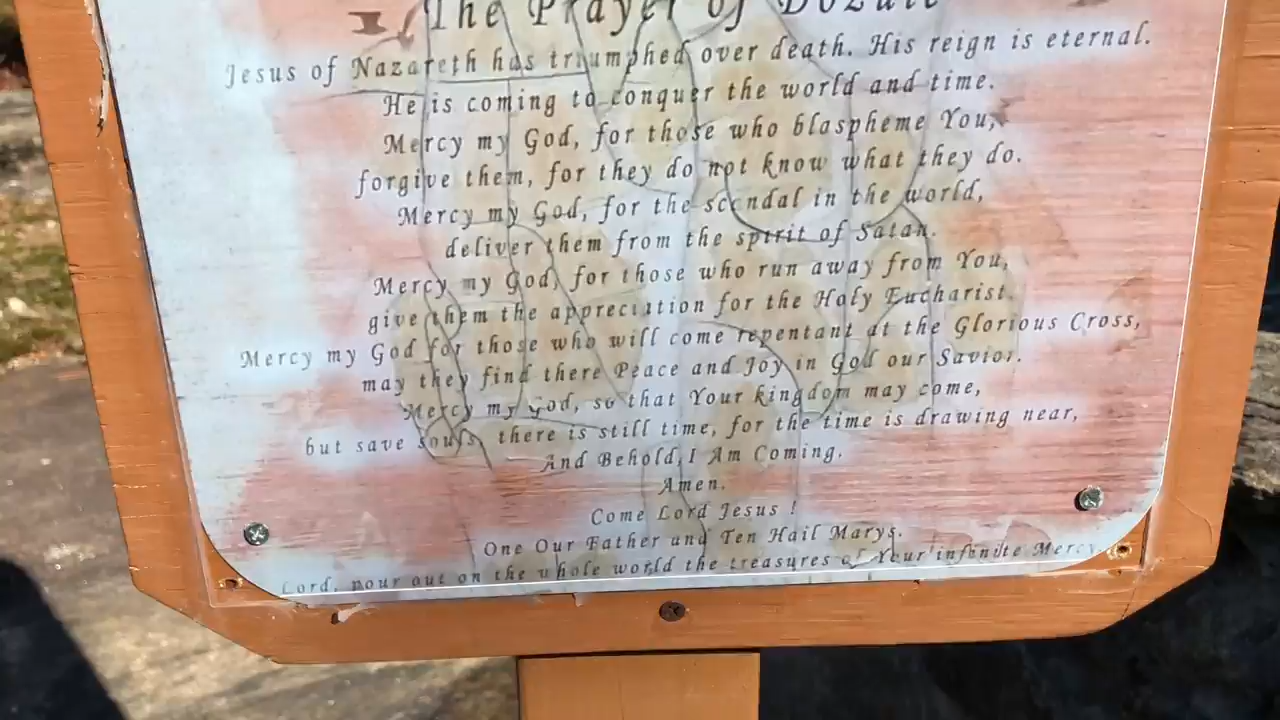 The Prayer of Dozulé
Jesus of Nazareth has triumphed over death. His reign is eternal.
He is coming to conquer the world and time.
Mercy my God, for those who blaspheme You,
forgive them, for they do not know what they do.
Mercy my God, for the scandal in the world,
deliver them from the spirit of Satan.
Mercy my God, for those who run away from You,
give them the appreciation for the Holy Eucharist.
Mercy my God for those who will come repentant at the Glorious Cross,
may they find there Peace and Joy in God our Savior.
Mercy my God, so that Your kingdom may come,
but save souls, there is still time, for the time is drawing near,
And Behold, I Am Coming.
Amen.
Come Lord Jesus !
One Our Father and Ten Hail Marys.
Lord, pour out on the whole world the treasures of Your infinite Mercy